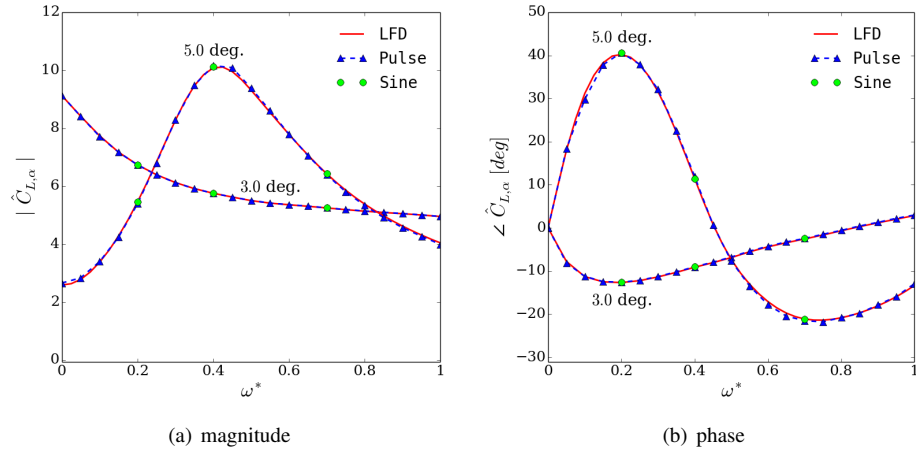 12
10
8
6
4
2
0
| Ĉ_{L,α} |
5.0 deg.
3.0 deg.
LFD
Pulse
Sine
0 0.2 0.4 0.6 0.8 1
ω*
(a) magnitude
50
40
30
20
10
0
−10
−20
−30
∠ Ĉ_{L,α} [deg]
5.0 deg.
3.0 deg.
LFD
Pulse
Sine
0 0.2 0.4 0.6 0.8 1
ω*
(b) phase